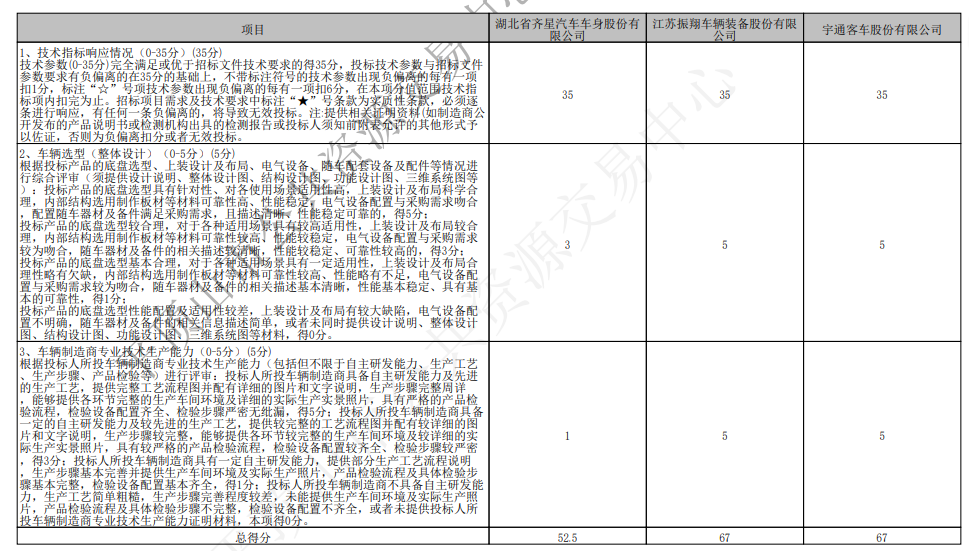 项目
湖北省齐星汽车车身股份有
限公司
江苏振翔车辆装备股份有限
公司
宇通客车股份有限公司
1、技术指标响应情况（0-35分）(35分)
技术参数(0-35分)完全满足或优于招标文件技术要求的得35分，投标技术参数与招标文件
参数要求有负偏离的在35分的基础上，不带标注符号的技术参数出现负偏离的每有一项
扣1分，标注“☆”号项技术参数出现负偏离的每有一项扣6分，在本项分值范围技术指
标项内扣完为止。招标项目需求及技术要求中标注“★”号条款为实质性条款，必须逐
条进行响应，有任何一条负偏离的，将导致无效投标。注:提供相关证明资料(如制造商公
开发布的产品说明书或检测机构出具的检测报告或投标人须知前附表允许的其他形式予
以佐证，否则为负偏离扣分或者无效投标。
35
35
35
2、车辆选型（整体设计）（0-5分）(5分)
根据投标产品的底盘选型、上装设计及布局、电气设备、随车配套设备及配件等情况进
行综合评审（须提供设计说明、整体设计图、结构设计图、功能设计图、三维系统图等
）：投标产品的底盘选型具有针对性、对各使用场景适用性高，上装设计及布局科学合
理，内部结构选用制作板材等材料可靠性高、性能稳定，电气设备配置与采购需求吻合
，配置随车器材及备件满足采购需求，且描述清晰、性能稳定可靠的，得5分；
投标产品的底盘选型较合理，对于各种适用场景具有较高适用性，上装设计及布局较合
理，内部结构选用制作板材等材料可靠性较高、性能较稳定，电气设备配置与采购需求
较为吻合，随车器材及备件的相关描述较清晰，性能较稳定、可靠性较高的，得3分；
投标产品的底盘选型基本合理，对于各种适用场景具有一定适用性，上装设计及布局合
理性略有欠缺，内部结构选用制作板材等材料可靠性较高、性能略有不足，电气设备配
置与采购需求较为吻合，随车器材及备件的相关描述基本清晰，性能基本稳定、具有基
本的可靠性，得1分；
投标产品的底盘选型性能配置及适用性较差，上装设计及布局有较大缺陷，电气设备配
置不明确，随车器材及备件的相关信息描述简单，或者未同时提供设计说明、整体设计
图、结构设计图、功能设计图、三维系统图等材料，得0分。
3
5
5
3、车辆制造商专业技术生产能力（0-5分）(5分)
根据投标人所投车辆制造商专业技术生产能力（包括但不限于自主研发能力、生产工艺
、生产步骤、产品检验等）进行评审：投标人所投车辆制造商具备自主研发能力及先进
的生产工艺，提供完整工艺流程图并配有详细的图片和文字说明，生产步骤完整周详
，能够提供各环节完整的生产车间环境及详细的实际生产实景照片，具有严格的产品检
验流程，检验设备配置齐全、检验步骤严密无纰漏，得5分；投标人所投车辆制造商具备
一定的自主研发能力及较先进的生产工艺，提供较完整的工艺流程图并配有较详细的图
片和文字说明，生产步骤较完整，能够提供各环节较完整的生产车间环境及较详细的实
际生产实景照片，具有较严格的产品检验流程，检验设备配置较齐全、检验步骤较严密
，得3分；投标人所投车辆制造商具有一定自主研发能力，提供部分生产工艺流程说明
，生产步骤基本完善并提供生产车间环境及实际生产照片，产品检验流程及具体检验步
骤基本完整，检验设备配置基本齐全，得1分；投标人所投车辆制造商不具备自主研发能
力，生产工艺简单粗糙，生产步骤完善程度较差，未能提供生产车间环境及实际生产照
片，产品检验流程及具体检验步骤不完整，检验设备配置不齐全，或者未提供投标人所
投车辆制造商专业技术生产能力证明材料，本项得0分。
1
5
5
总得分
52.5
67
67